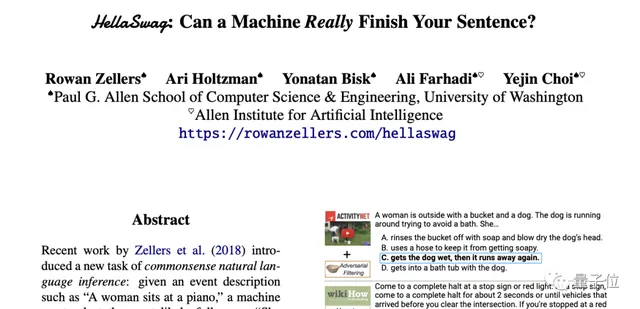 HellaSwag: Can a Machine Really Finish Your Sentence?
Rowan Zellers♠ Ari Holtzman♠ Yonatan Bisk♠ Ali Farhadi♠♡ Yejin Choi♠♡
♠Paul G. Allen School of Computer Science & Engineering, University of Washington
♡Allen Institute for Artificial Intelligence
https://rowanzellers.com/hellaswag
Abstract
Recent work by Zellers et al. (2018) intro-
duced a new task of commonsense natural lan-
guage inference: given an event description
such as “A woman sits at a piano,” a machine
ACTIVITYNET
+
Adversarial
Filtering
A woman is outside with a bucket and a dog. The dog is running
around trying to avoid a bath. She…
A. rinses the bucket off with soap and blow dry the dog’s head.
B. uses a hose to keep it from getting soapy.
C. gets the dog wet, then it runs away again.
D. gets into a bath tub with the dog.
wikiHow
Come to a complete halt at a stop sign or red light. At a stop sign,
come to a complete halt for about 2 seconds or until vehicles that
arrived before you clear the intersection. If you're stopped at a red
量子位